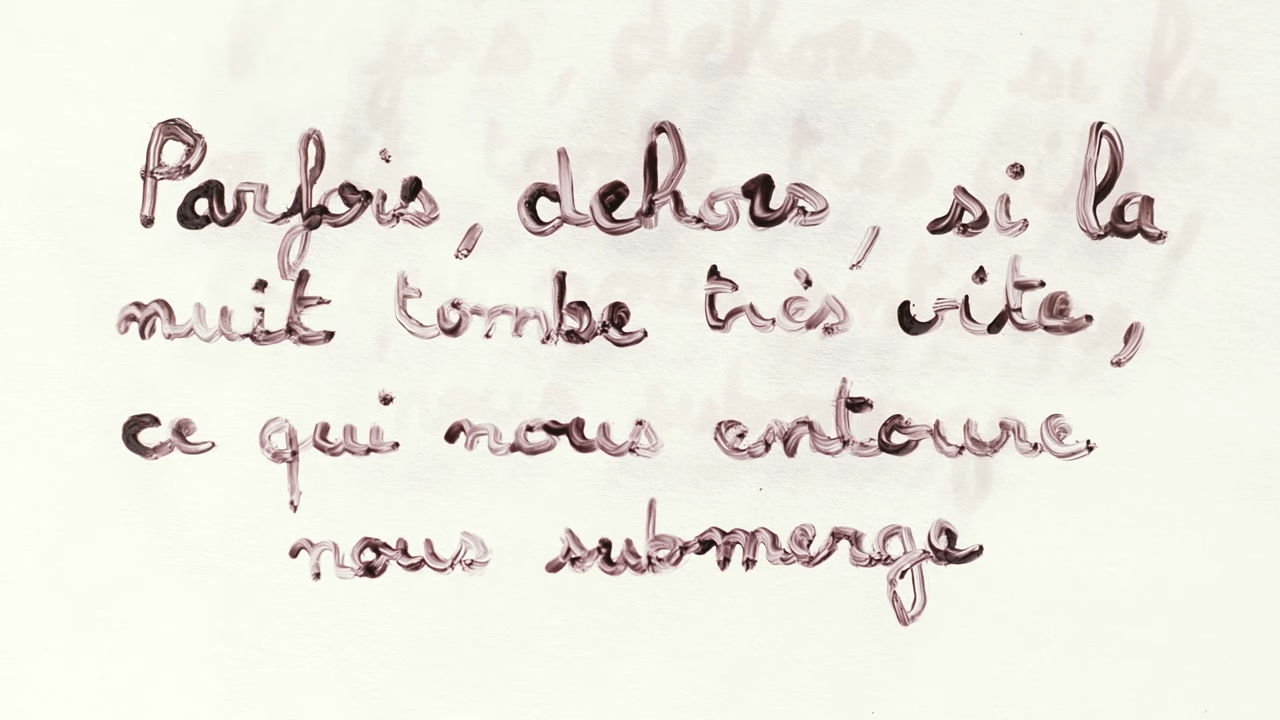 Parfois, dehors, si la
nuit tombe très vite,
ce qui nous entoure
nous submerge